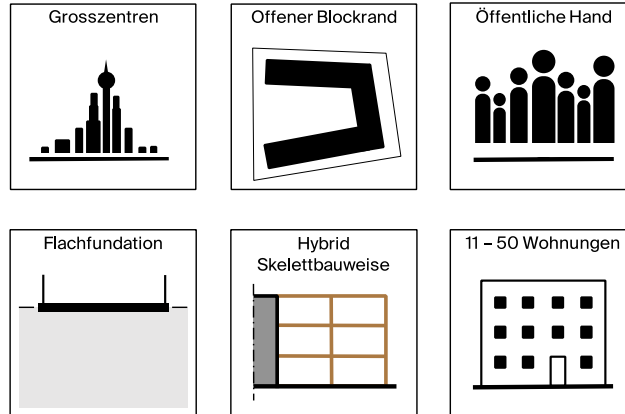 Grosszentren
Offener Blockrand
Öffentliche Hand
Flachfundation
Hybrid
Skelettbauweise
11 – 50 Wohnungen